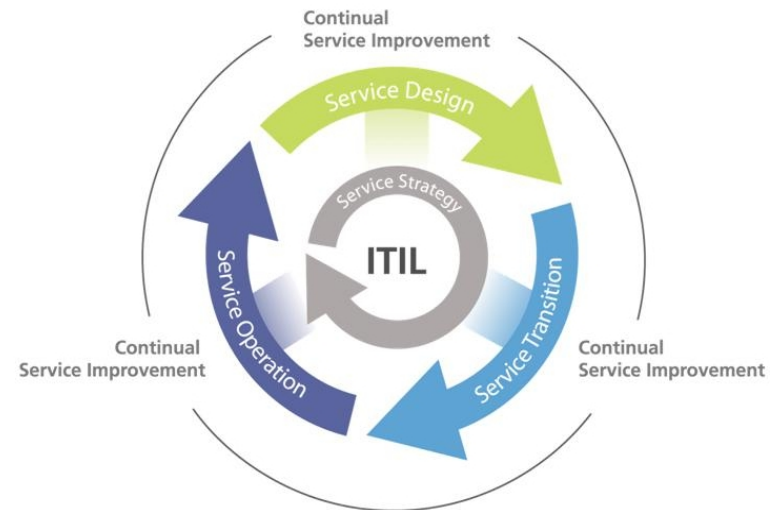 Continual
Service Improvement
Service Design
Service Strategy
ITIL
Service Operation
Service Transition
Continual
Service Improvement
Continual
Service Improvement